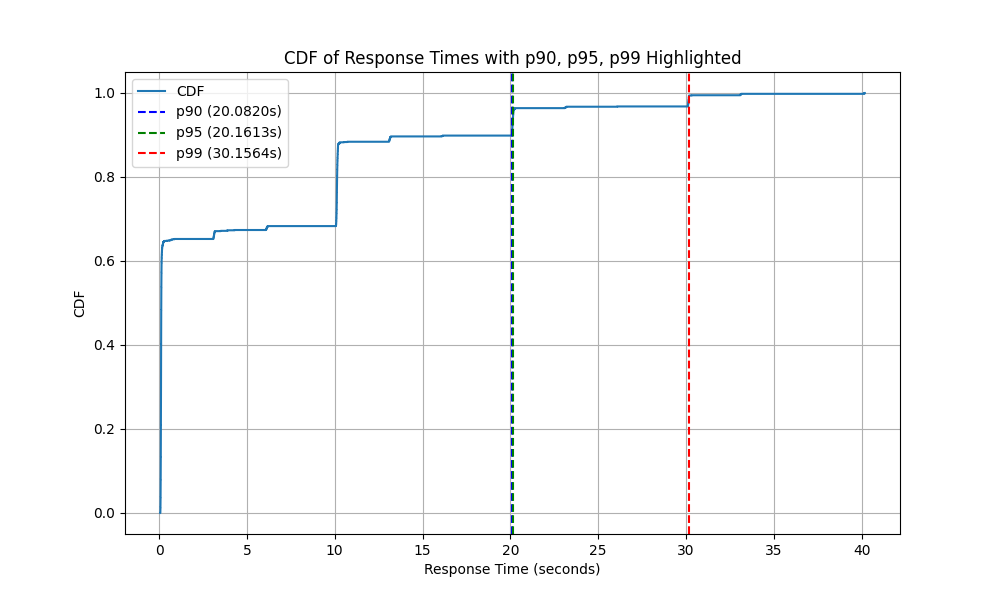 CDF of Response Times with p90, p95, p99 Highlighted
CDF
p90 (20.0820s)
p95 (20.1613s)
p99 (30.1564s)
1.0
0.8
0.6
0.4
0.2
0.0
CDF
0 5 10 15 20 25 30 35 40
Response Time (seconds)